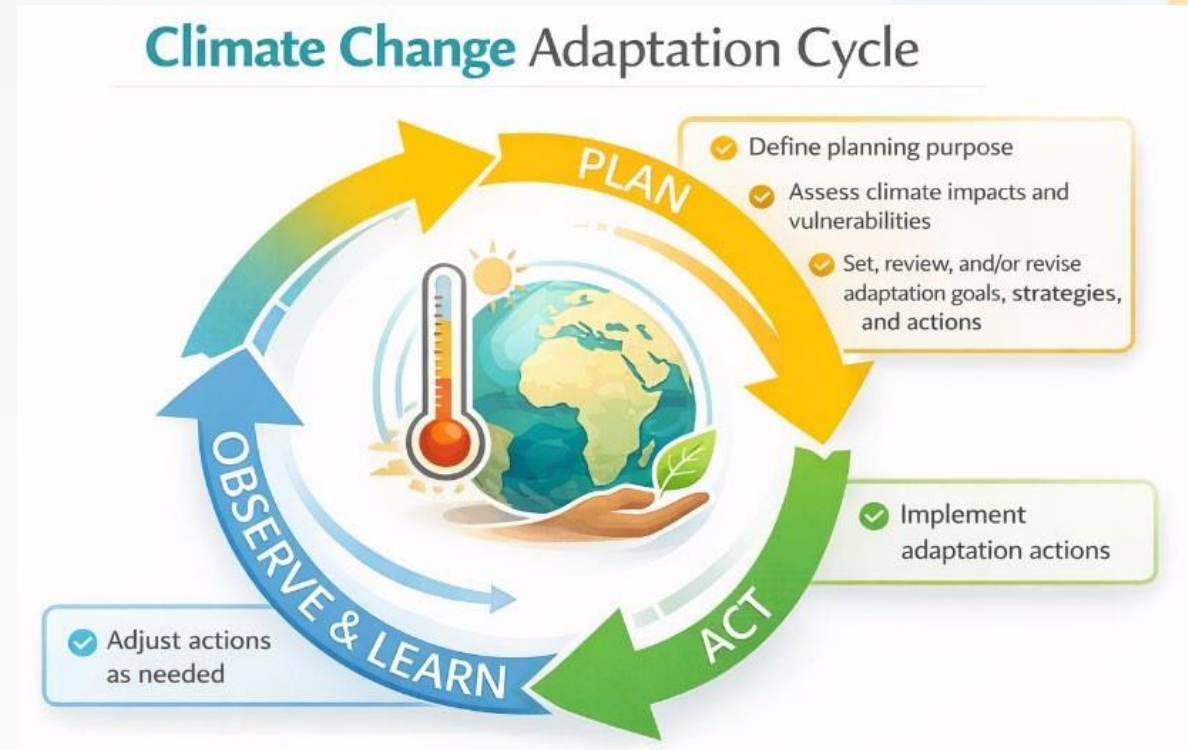 Climate Change Adaptation Cycle
PLAN
Define planning purpose
Assess climate impacts and
vulnerabilities
Set, review, and/or revise
adaptation goals, strategies,
and actions
ACT
Implement
adaptation actions
OBSERVE & LEARN
Adjust actions
as needed